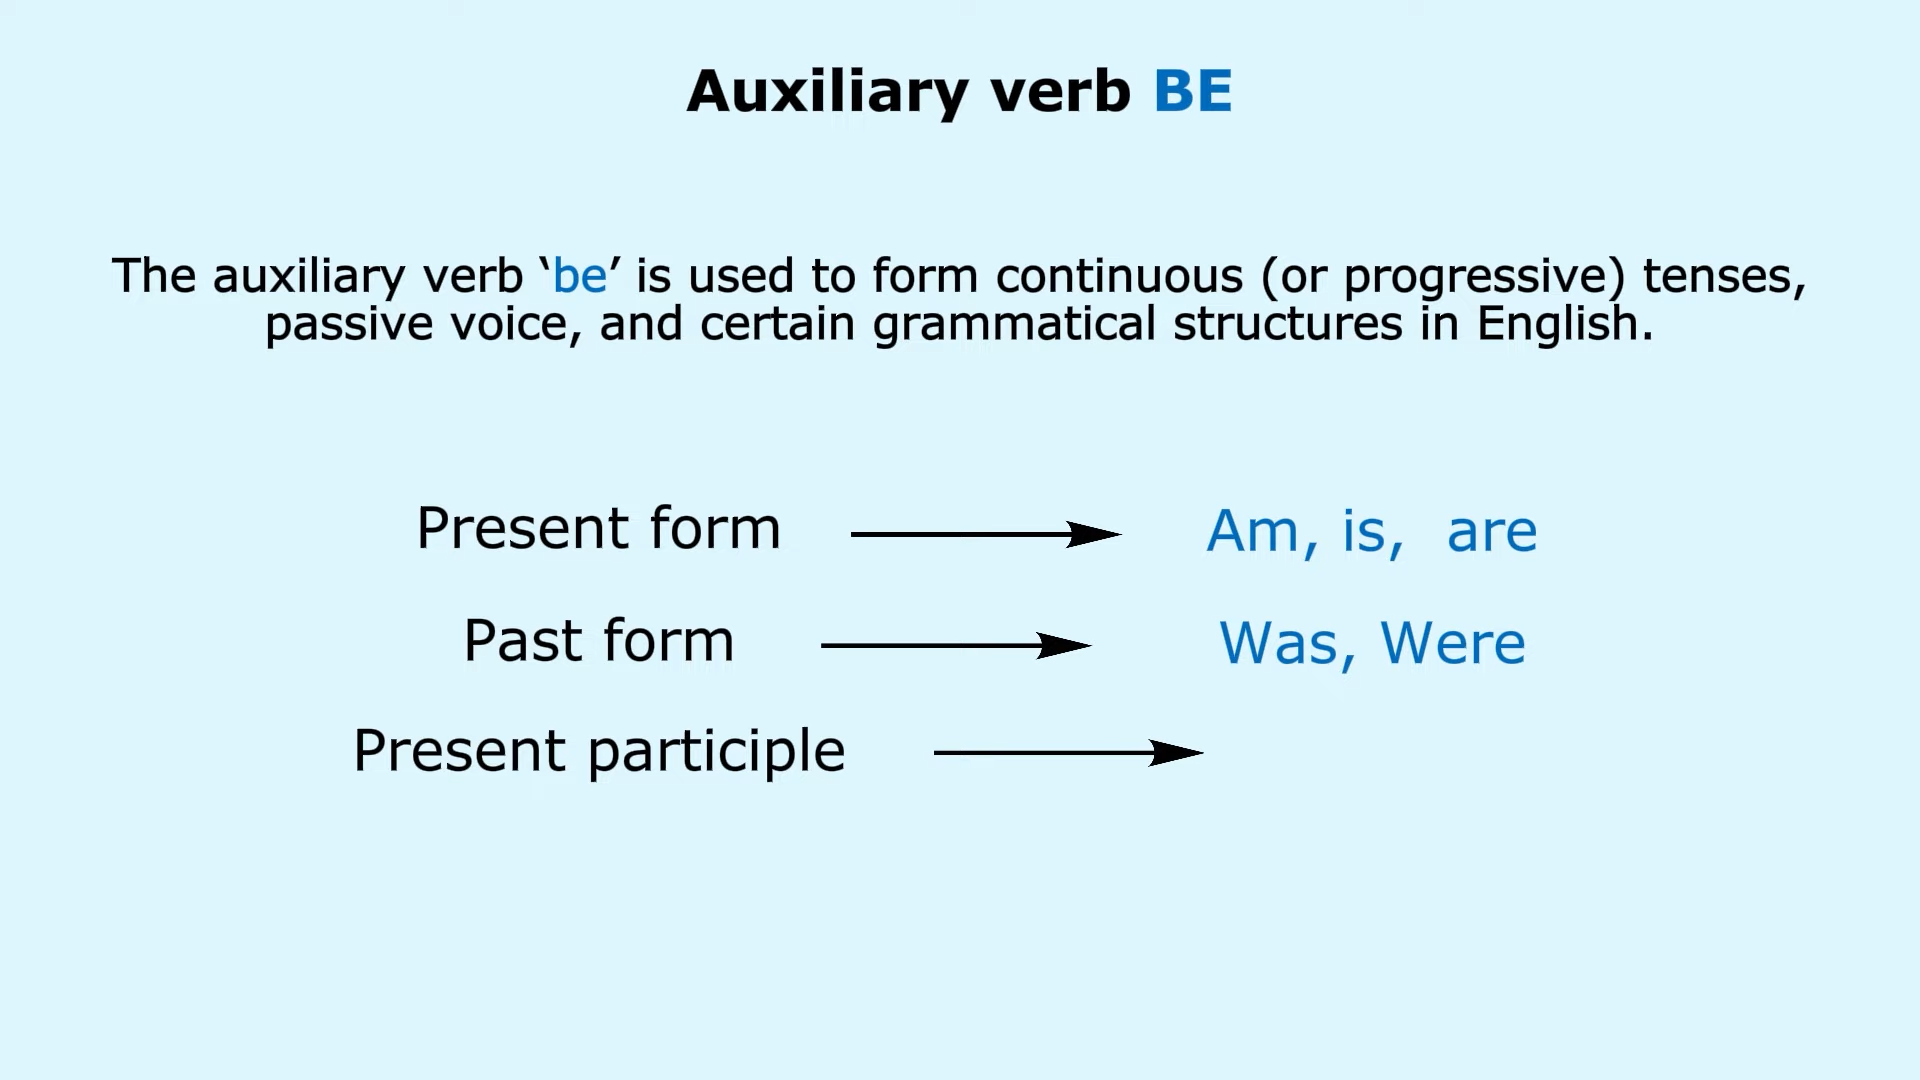 Auxiliary verb BE
The auxiliary verb ‘be’ is used to form continuous (or progressive) tenses,
passive voice, and certain grammatical structures in English.
Present form Am, is, are
Past form Was, Were
Present participle